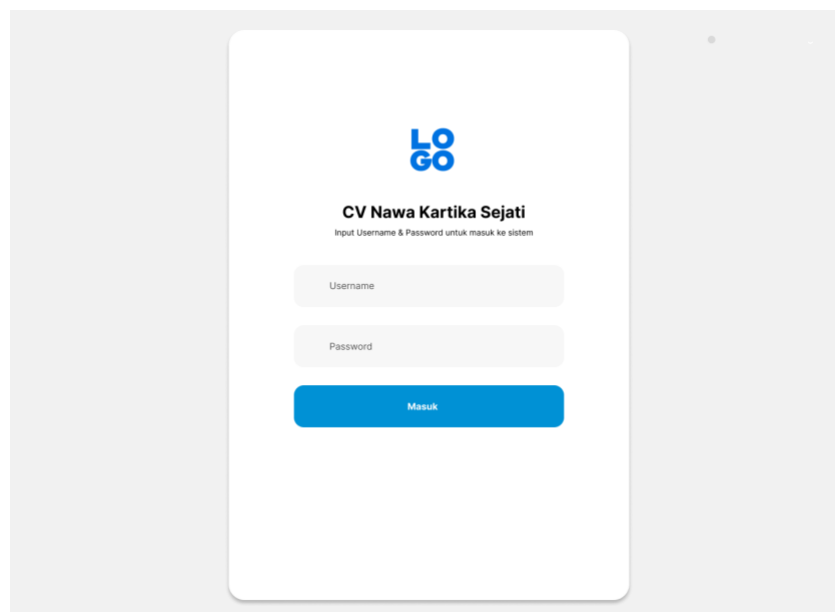 LO
GO
CV Nawa Kartika Sejati
Input Username & Password untuk masuk ke sistem
Username
Password
Masuk